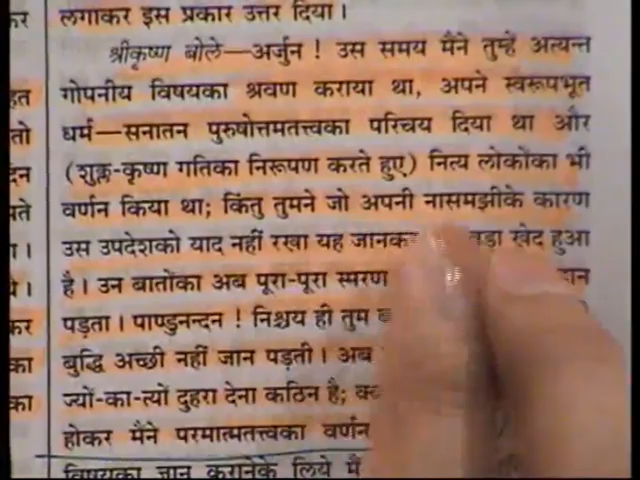 कर लगाकर इस प्रकार उत्तर दिया।
श्रीकृष्ण बोले—अर्जुन ! उस समय मैंने तुम्हें अत्यन्त
हत गोपनीय विषयका श्रवण कराया था, अपने स्वरूपभूत
तो धर्म—सनातन पुरुषोत्तमतत्त्वका परिचय दिया था और
(शुक्ल-कृष्ण गतिका निरूपण करते हुए) नित्य लोकोंका भी
वर्णन किया था; किंतु तुमने जो अपनी नासमझीके कारण
उस उपदेशको याद नहीं रखा यह खेद हुआ
है। उन बातोंका अब पूरा-पूरा स्मरण
कर पड़ता। पाण्डुनन्दन ! निश्चय ही तुम
का बुद्धि अच्छी नहीं जान पड़ती। अब
का ज्यों-का-त्यों दुहरा देना कठिन है;
होकर मैंने परमात्मतत्त्वका वर्णन
विषयका ज्ञान करानेके लिये मैं